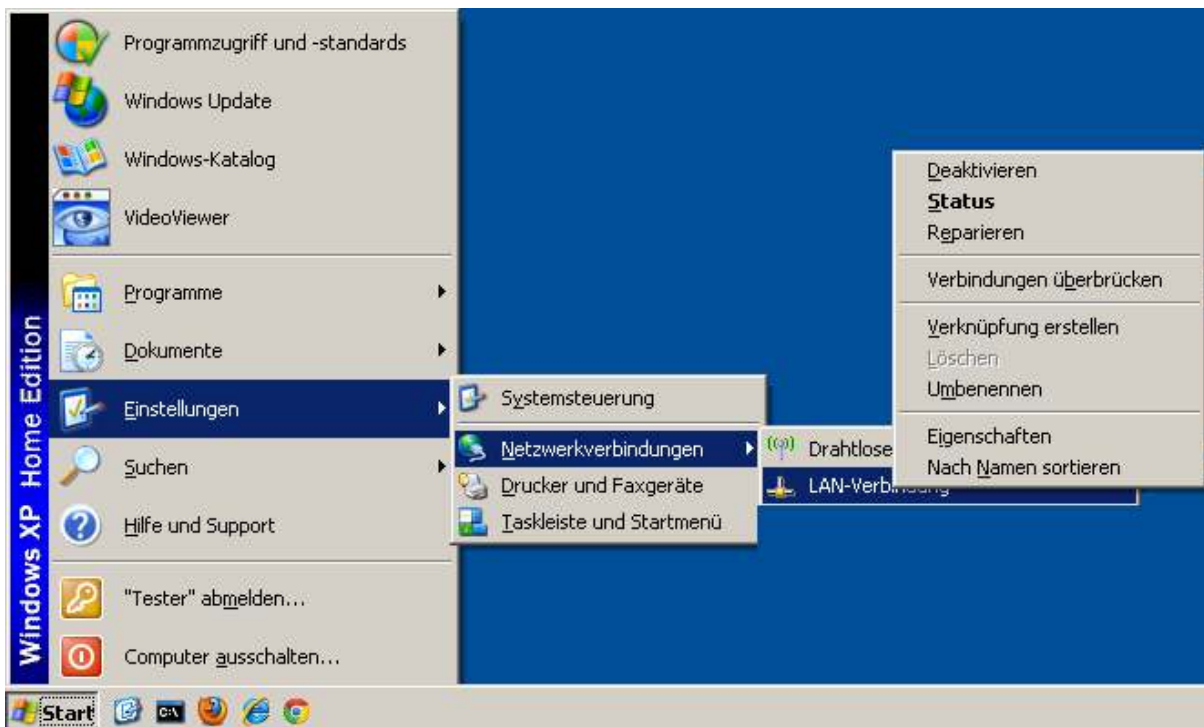 Windows XP Home Edition
Programmzugriff und -standards
Windows Update
Windows-Katalog
VideoViewer
Programme
Dokumente
Einstellungen
Suchen
Hilfe und Support
"Tester" abmelden...
Computer ausschalten...
Systemsteuerung
Netzwerkverbindungen
Drucker und Faxgeräte
Taskleiste und Startmenü
Drahtlose
LAN-Verbindung
Deaktivieren
Status
Reparieren
Verbindungen überbrücken
Verknüpfung erstellen
Löschen
Umbenennen
Eigenschaften
Nach Namen sortieren
Start
C:\